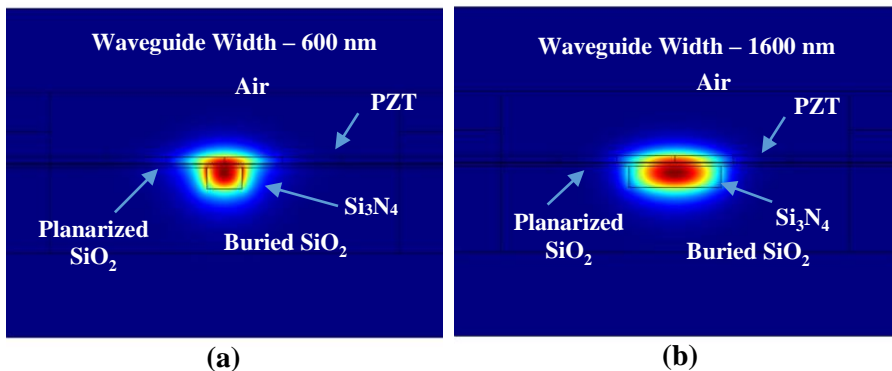 Waveguide Width – 600 nm
Air
PZT
Si₃N₄
Planarized
SiO₂
Buried SiO₂
(a)
Waveguide Width – 1600 nm
Air
PZT
Si₃N₄
Planarized
SiO₂
Buried SiO₂
(b)